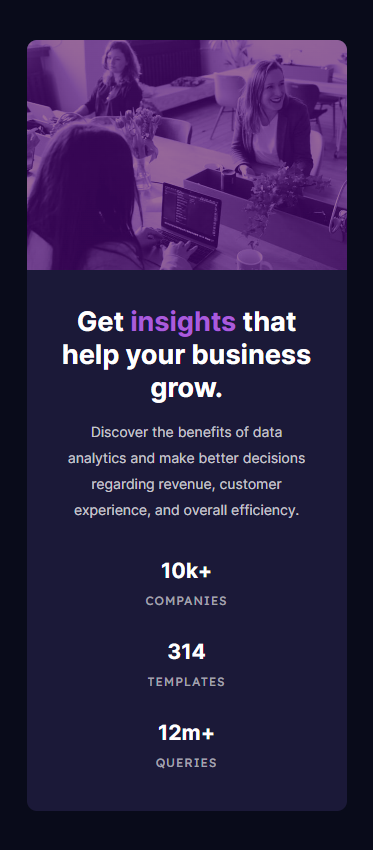 Get insights that
help your business
grow.
Discover the benefits of data
analytics and make better decisions
regarding revenue, customer
experience, and overall efficiency.
10k+
COMPANIES
314
TEMPLATES
12m+
QUERIES